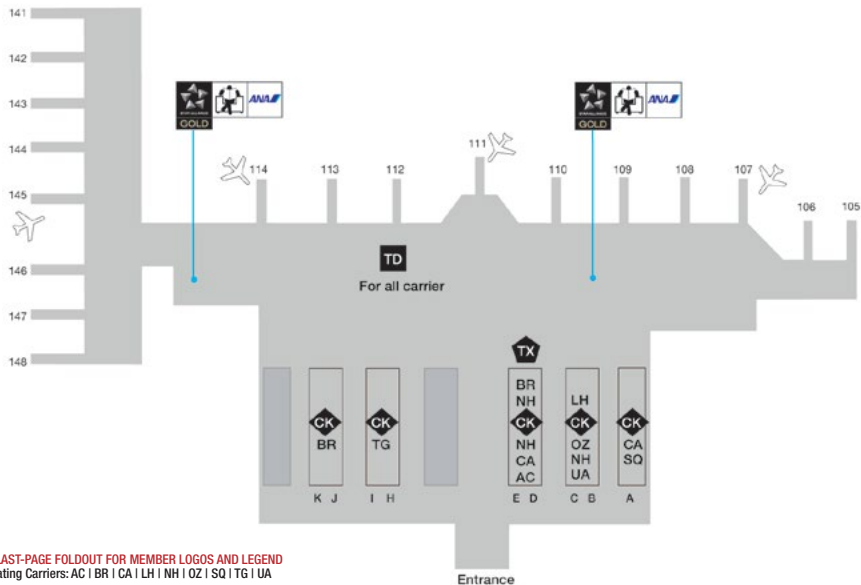 141
142
143
144
145
146
147
148
GOLD
ANA
GOLD
ANA
114
113
112
111
110
109
108
107
106
105
TD
For all carrier
TX
CK
BR
K J
CK
TG
I H
BR
NH
CK
NH
CA
AC
E D
LH
CK
OZ
NH
UA
C B
CK
CA
SQ
A
LAST-PAGE FOLDOUT FOR MEMBER LOGOS AND LEGEND
ating Carriers: AC | BR | CA | LH | NH | OZ | SQ | TG | UA
Entrance